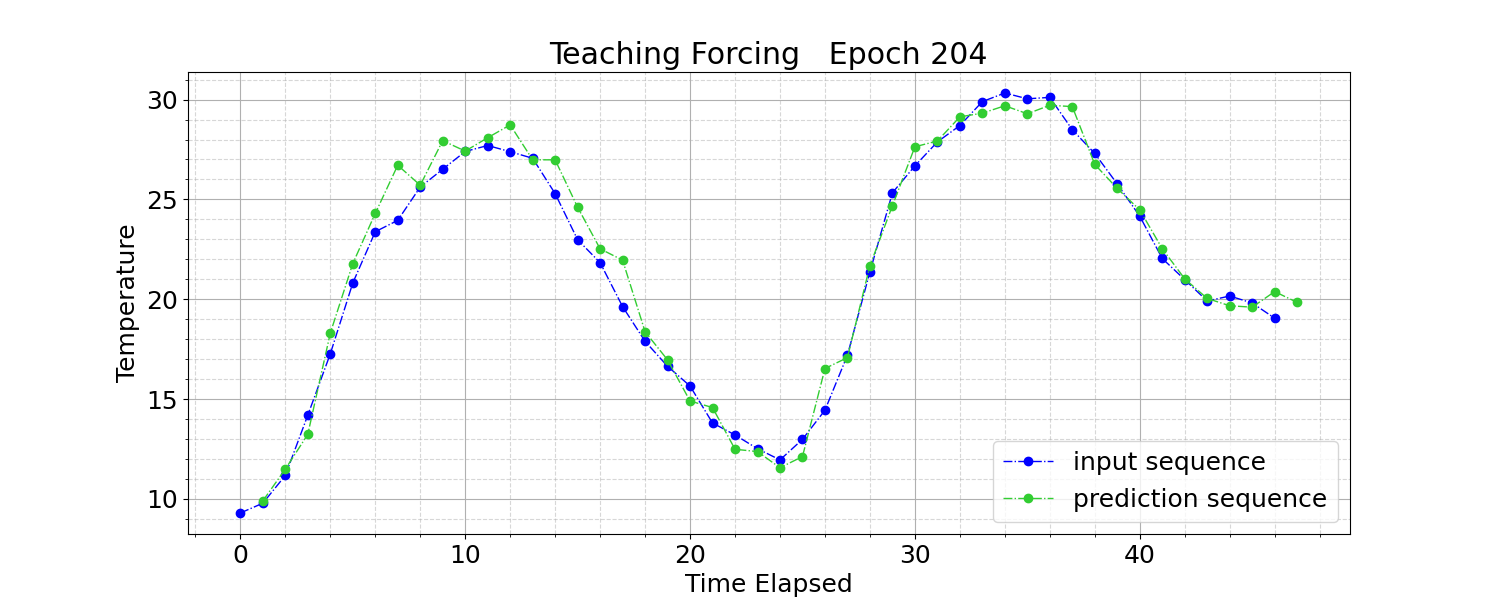 Teaching Forcing   Epoch 204
30
25
20
15
10
Temperature
0 10 20 30 40
Time Elapsed
input sequence
prediction sequence